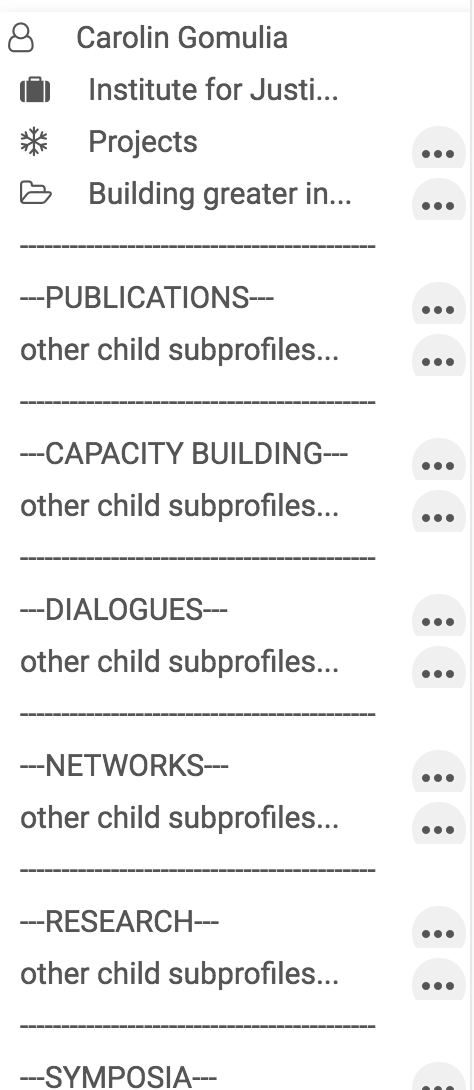 Carolin Gomulia
Institute for Justi...
Projects
Building greater in...
-------------------------------------------
---PUBLICATIONS---
other child subprofiles...
-------------------------------------------
---CAPACITY BUILDING---
other child subprofiles...
-------------------------------------------
---DIALOGUES---
other child subprofiles...
-------------------------------------------
---NETWORKS---
other child subprofiles...
-------------------------------------------
---RESEARCH---
other child subprofiles...
-------------------------------------------
---SYMPOSIA---